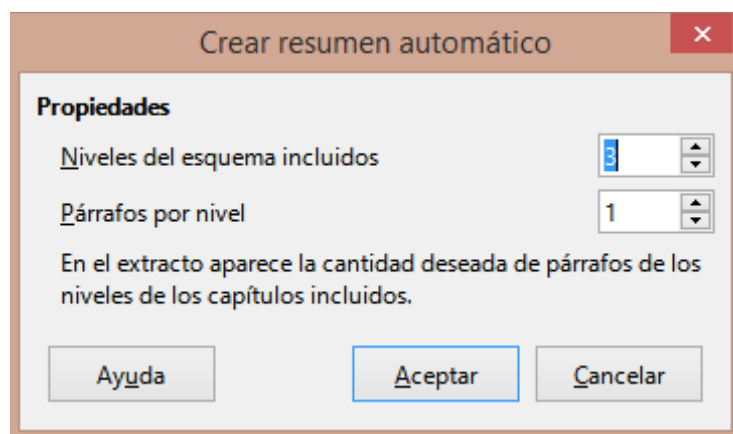 Crear resumen automático
Propiedades
Niveles del esquema incluidos 3
Párrafos por nivel 1
En el extracto aparece la cantidad deseada de párrafos de los
niveles de los capítulos incluidos.
Ayuda Aceptar Cancelar